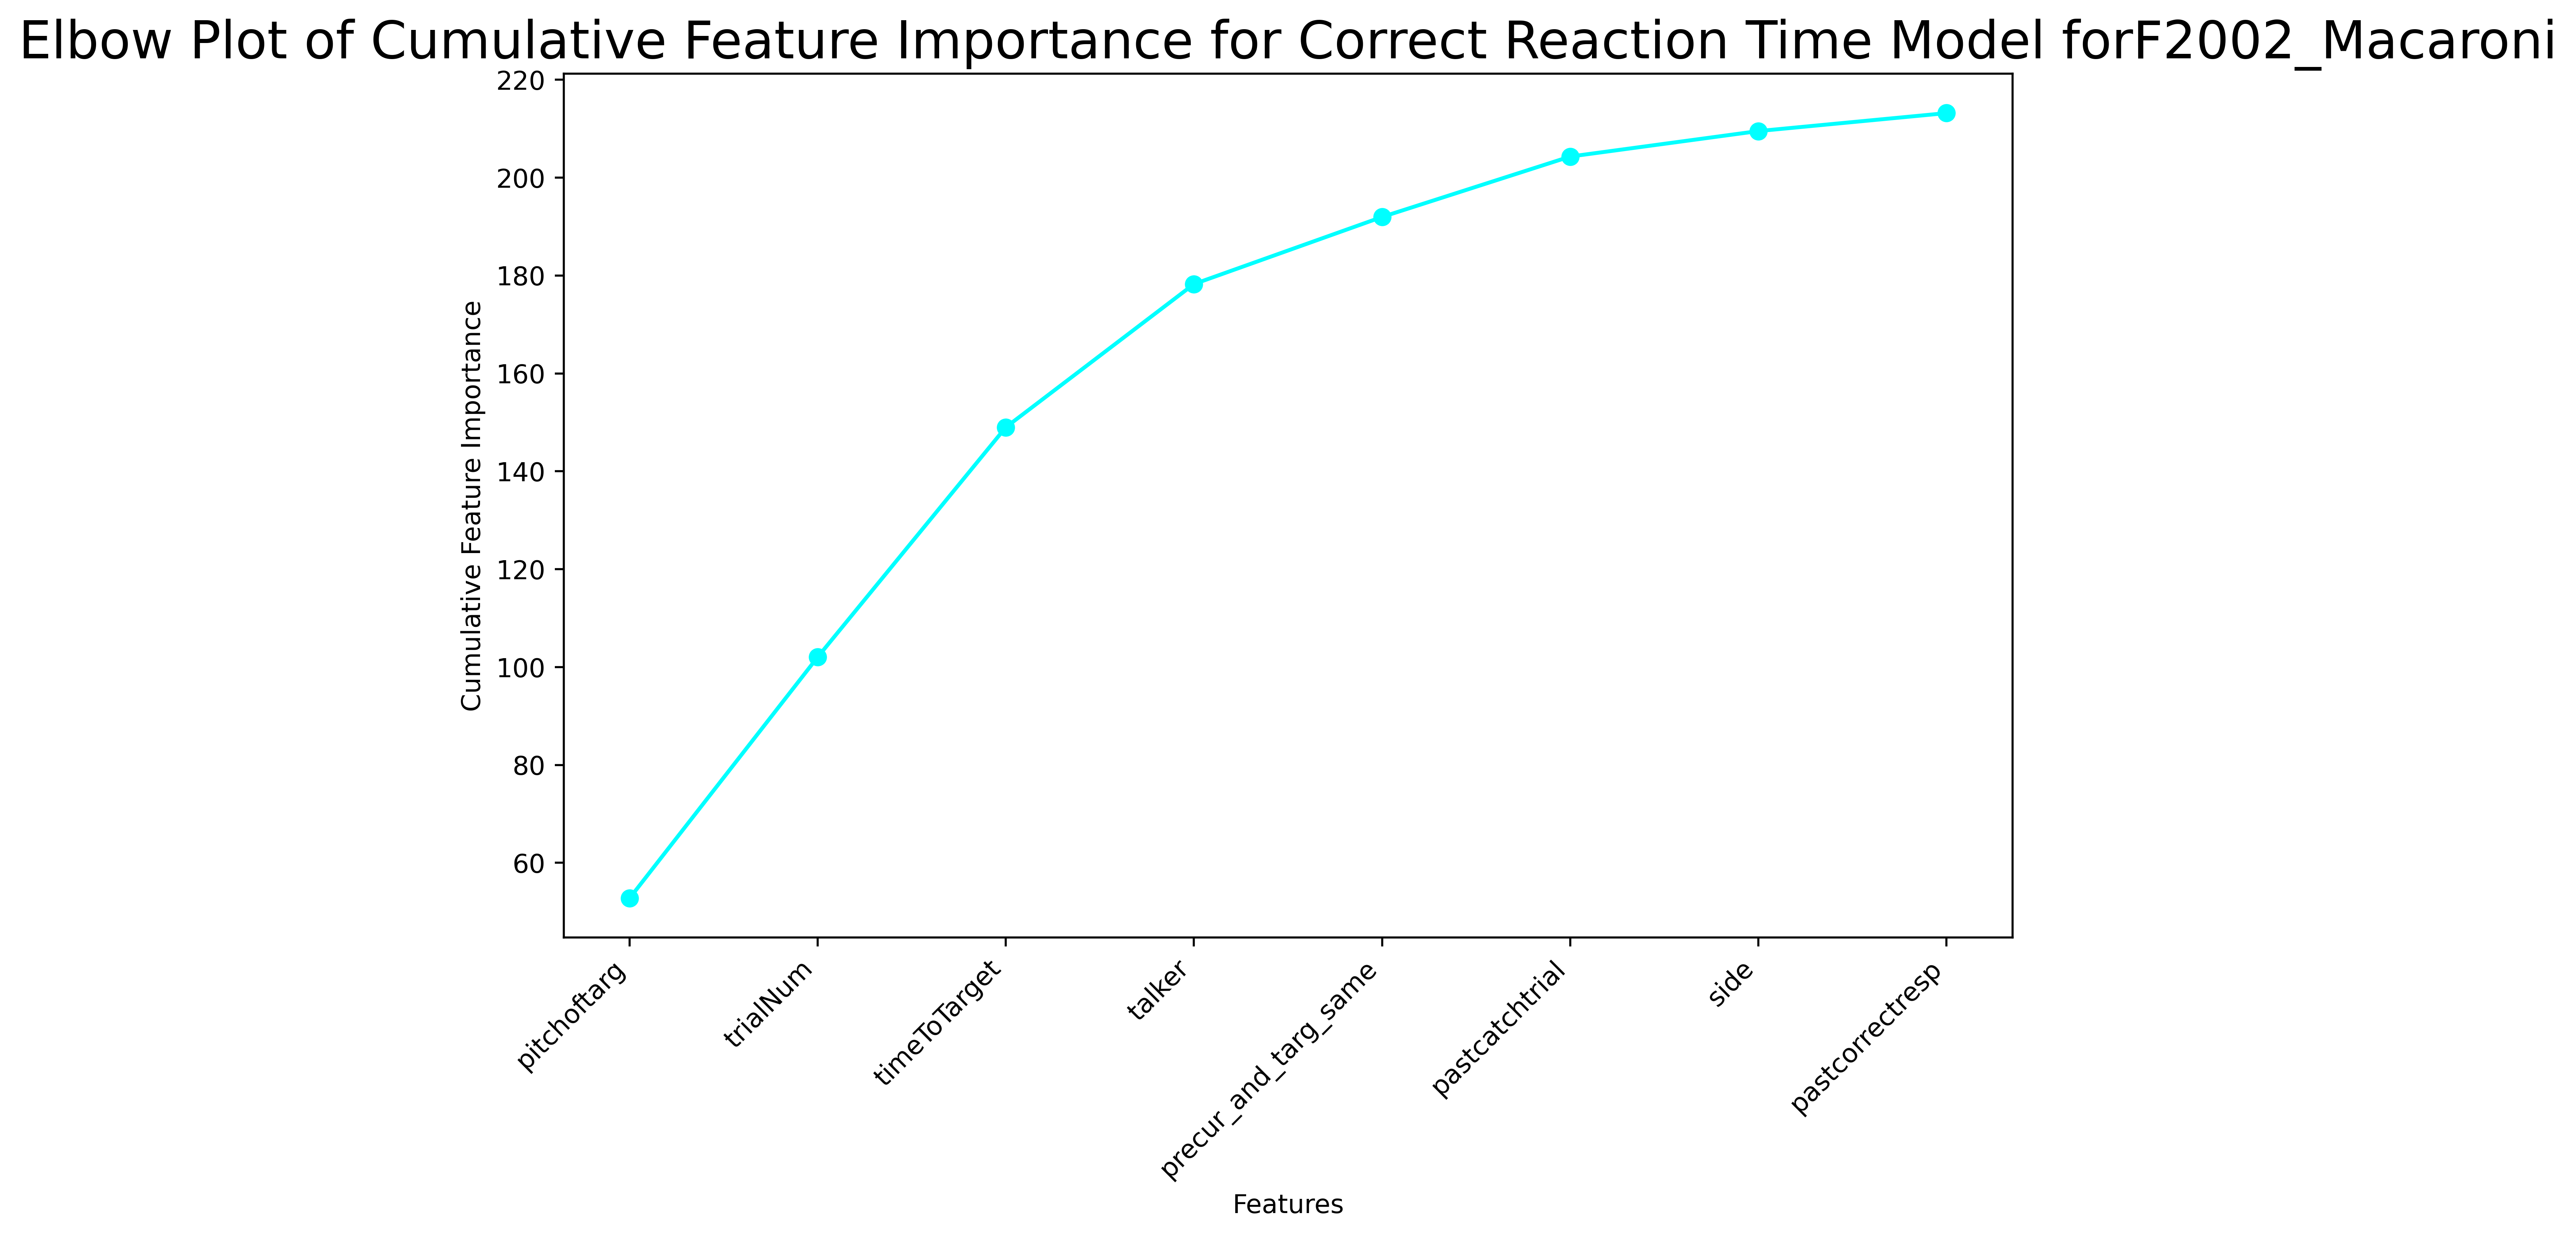 Elbow Plot of Cumulative Feature Importance for Correct Reaction Time Model forF2002_Macaroni
220
200
180
160
140
120
100
80
60
Cumulative Feature Importance
pitchoftarg
trialNum
timeToTarget
talker
precur_and_targ_same
pastcatchtrial
side
pastcorrectresp
Features